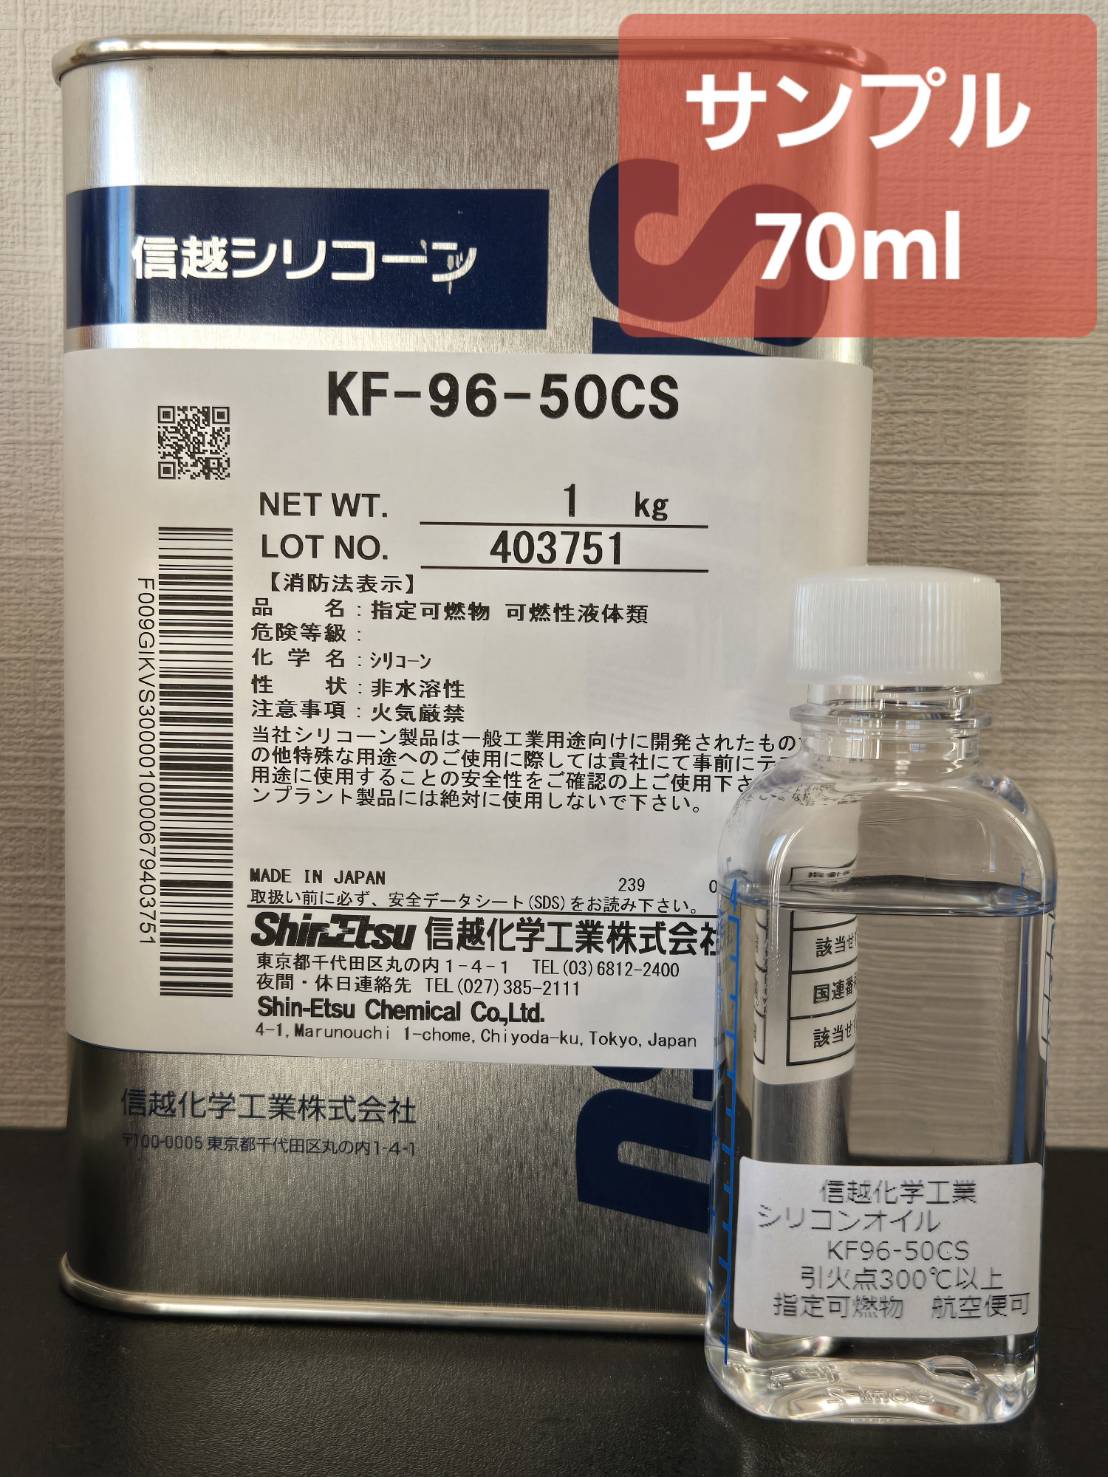 サンプル
70ml
信越シリコーン
KF-96-50CS
NET WT. 1 kg
LOT NO. 403751
【消防法表示】
品 名:指定可燃物 可燃性液体類
危険等級:
化 学 名:シリコーン
性 状:非水溶性
注意事項:火気厳禁
当社シリコーン製品は一般工業用途向けに開発されたもの
の他特殊な用途へのご使用に際しては貴社にて事前にテ
用途に使用することの安全性をご確認の上ご使用下さ
ンプラント製品には絶対に使用しないで下さい。
F009GIKVS3000010000679403751
MADE IN JAPAN
239
取扱い前に必ず、安全データシート(SDS)をお読み下さい。
ShinEtsu 信越化学工業株式会社
東京都千代田区丸の内1-4-1 TEL(03)6812-2400
夜間・休日連絡先 TEL(027)385-2111
Shin-Etsu Chemical Co.,Ltd.
4-1,Marunouchi 1-chome,Chiyoda-ku,Tokyo,Japan
信越化学工業株式会社
〒100-0005 東京都千代田区丸の内1-4-1
該当せ
国連番
該当せ
信越化学工業
シリコンオイル
KF96-50CS
引火点300℃以上
指定可燃物 航空便可